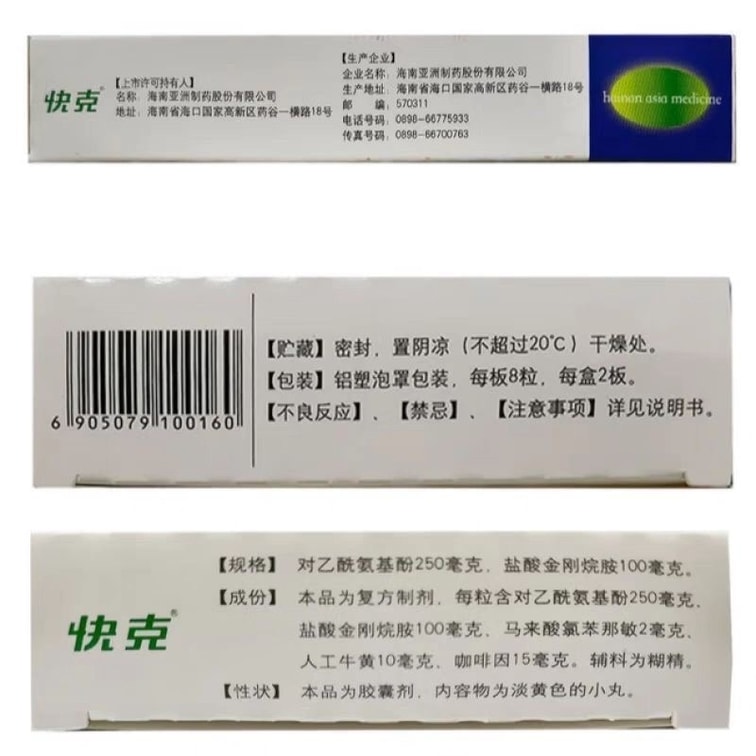 快克®
【上市许可持有人】
名称: 海南亚洲制药股份有限公司
地址: 海南省海口国家高新区药谷一横路18号
【生产企业】
企业名称: 海南亚洲制药股份有限公司
生产地址: 海南省海口国家高新区药谷一横路18号
邮 编: 570311
电话号码: 0898-66775933
传真号码: 0898-66700763
hainan asia medicine
6 905079 100160
【贮藏】密封，置阴凉（不超过20℃）干燥处。
【包装】铝塑泡罩包装，每板8粒，每盒2板。
【不良反应】、【禁忌】、【注意事项】详见说明书。
快克®
【规格】 对乙酰氨基酚250毫克、盐酸金刚烷胺100毫克。
【成份】 本品为复方制剂，每粒含对乙酰氨基酚250毫克、
盐酸金刚烷胺100毫克、马来酸氯苯那敏2毫克、
人工牛黄10毫克、咖啡因15毫克。辅料为糊精。
【性状】 本品为胶囊剂，内容物为淡黄色的小丸。